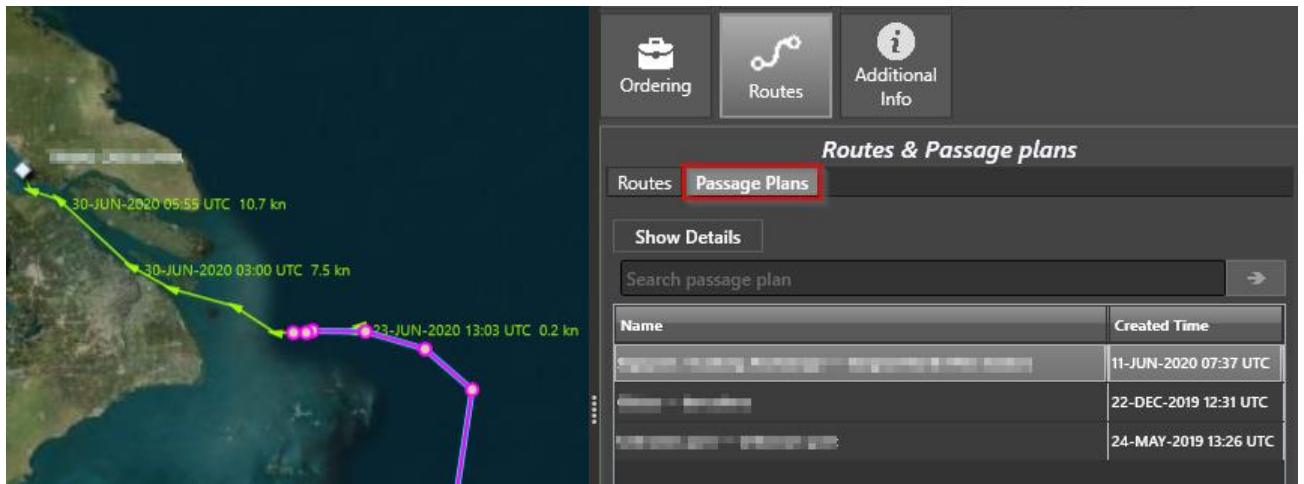 30-JUN-2020 05:55 UTC 10.7 kn
30-JUN-2020 03:00 UTC 7.5 kn
23-JUN-2020 13:03 UTC 0.2 kn
Ordering
Routes
Additional
Info
Routes & Passage plans
Routes Passage Plans
Show Details
Search passage plan
Name Created Time
11-JUN-2020 07:37 UTC
22-DEC-2019 12:31 UTC
24-MAY-2019 13:26 UTC